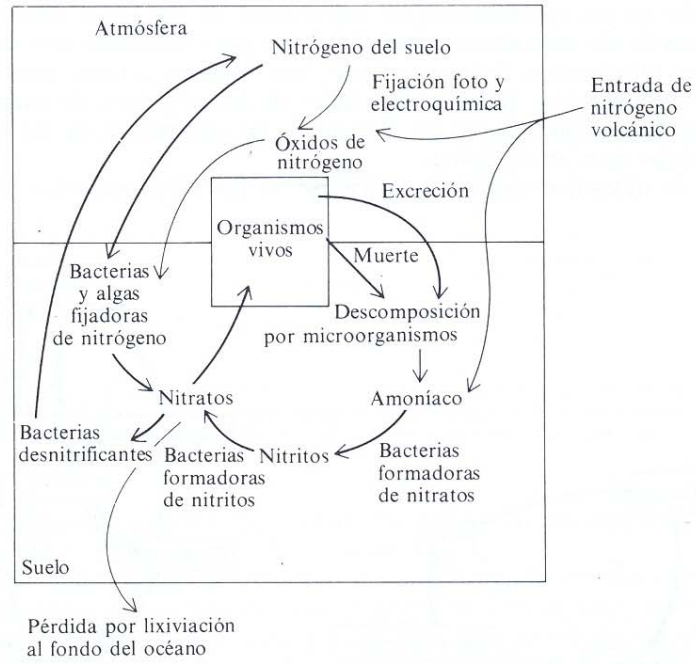 Atmósfera
Nitrógeno del suelo
Fijación foto y
electroquímica
Entrada de
nitrógeno
volcánico
Óxidos de
nitrógeno
Excreción
Organismos
vivos
Muerte
Bacterias
y algas
fijadoras
de nitrógeno
Descomposición
por microorganismos
Nitratos
Amoníaco
Bacterias
desnitrificantes
Bacterias
formadoras
de nitritos
Nitritos
Bacterias
formadoras
de nitratos
Suelo
Pérdida por lixiviación
al fondo del océano